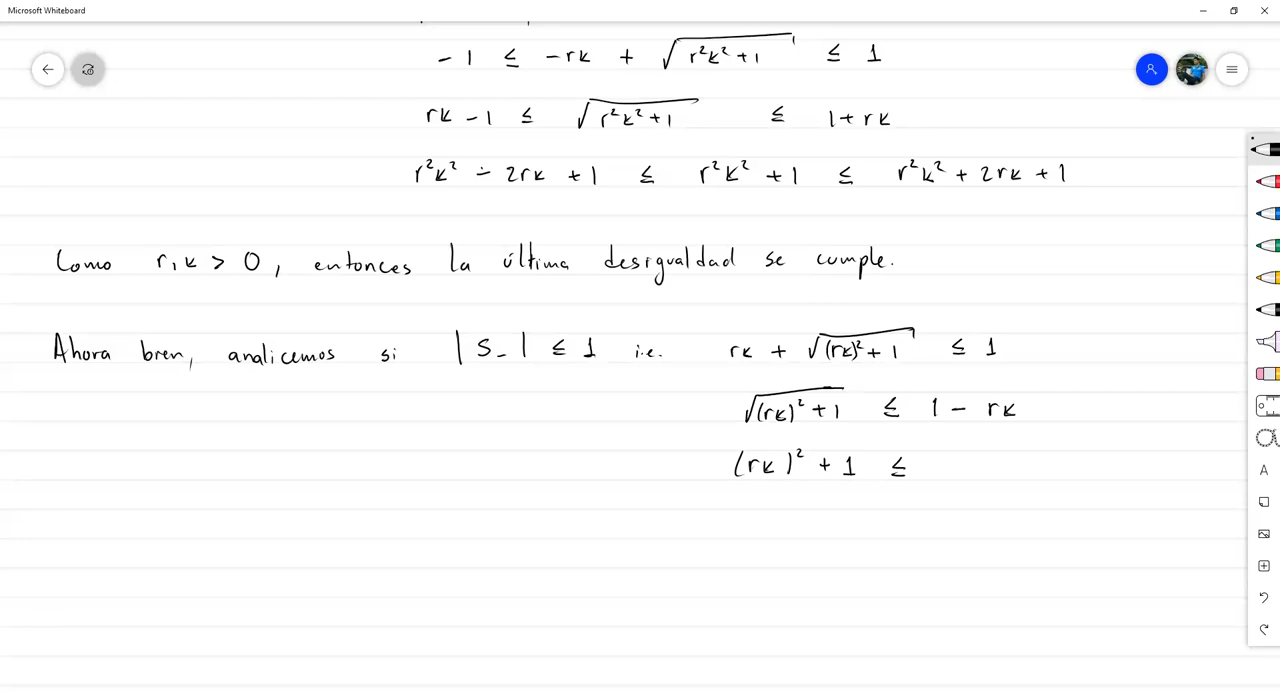 Microsoft Whiteboard
- 1 ≤ - rk + √(r²k² + 1) ≤ 1
rk - 1 ≤ √(r²k² + 1) ≤ 1 + rk
r²k² - 2rk + 1 ≤ r²k² + 1 ≤ r²k² + 2rk + 1
Como r, k > 0, entonces la última desigualdad se cumple.
Ahora bien, analicemos si |S_-| ≤ 1 i.e. rk + √((rk)² + 1) ≤ 1
√((rk)² + 1) ≤ 1 - rk
(rk)² + 1 ≤
A